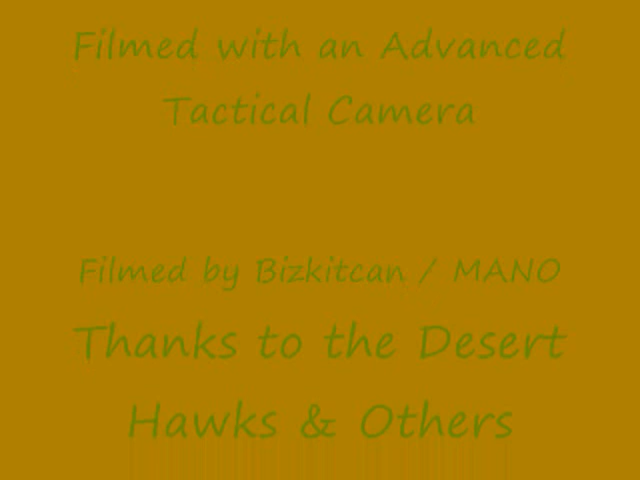 Filmed with an Advanced
Tactical Camera
Filmed by Bizkitcan / MANO
Thanks to the Desert
Hawks & Others